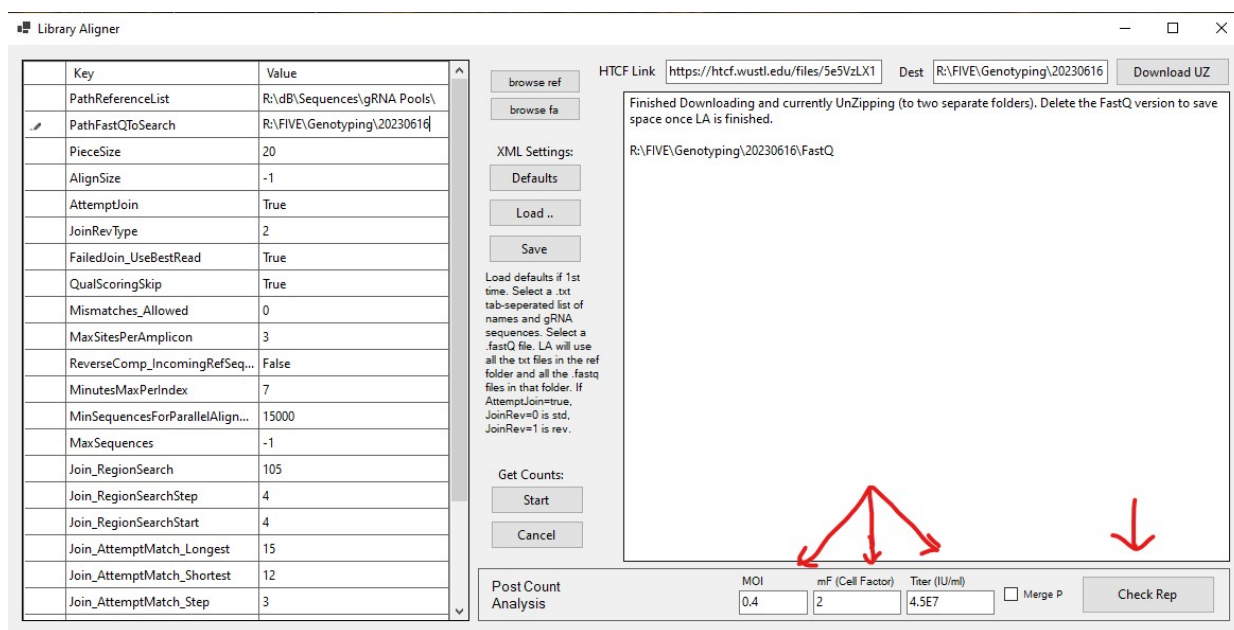 Library Aligner
Key Value
PathReferenceList R:\dB\Sequences\gRNA Pools\
PathFastQToSearch R:\FIVE\Genotyping\20230616
PieceSize 20
AlignSize -1
AttemptJoin True
JoinRevType 2
FailedJoin_UseBestRead True
QualScoringSkip True
Mismatches_Allowed 0
MaxSitesPerAmplicon 3
ReverseComp_IncomingRefSeq... False
MinutesMaxPerIndex 7
MinSequencesForParallelAlign... 15000
MaxSequences -1
Join_RegionSearch 105
Join_RegionSearchStep 4
Join_RegionSearchStart 4
Join_AttemptMatch_Longest 15
Join_AttemptMatch_Shortest 12
Join_AttemptMatch_Step 3
browse ref
browse fa
XML Settings:
Defaults
Load ..
Save
Load defaults if 1st
time. Select a .txt
tab-seperated list of
names and gRNA
sequences. Select a
.fastQ file. LA will use
all the txt files in the ref
folder and all the .fastq
files in that folder. If
AttemptJoin=true,
JoinRev=0 is std,
JoinRev=1 is rev.
Get Counts:
Start
Cancel
HTCF Link https://htcf.wustl.edu/files/5e5VzLX1 Dest R:\FIVE\Genotyping\20230616 Download UZ
Finished Downloading and currently UnZipping (to two separate folders). Delete the FastQ version to save
space once LA is finished.
R:\FIVE\Genotyping\20230616\FastQ
Post Count
Analysis
MOI mF (Cell Factor) Titer (IU/ml)
0.4 2 4.5E7 Merge P Check Rep